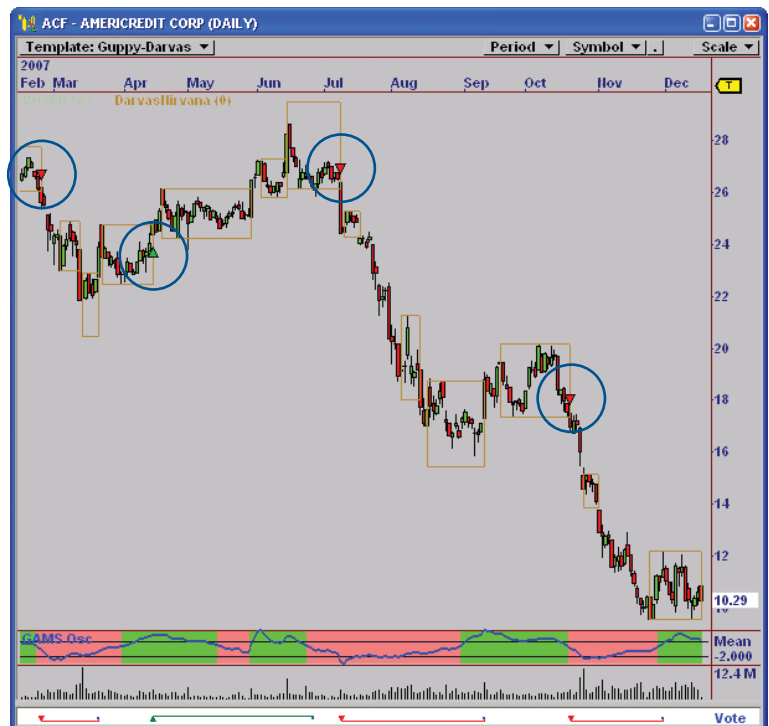 ACF - AMERICREDIT CORP (DAILY)
Template: Guppy-Darvas Period Symbol . Scale
2007
Feb Mar Apr May Jun Jul Aug Sep Oct Nov Dec
T
DarvasNirvana (0)
28
26
24
22
20
18
16
14
12
10.29
GAMS Osc
Mean
-2.000
12.4 M
Vote